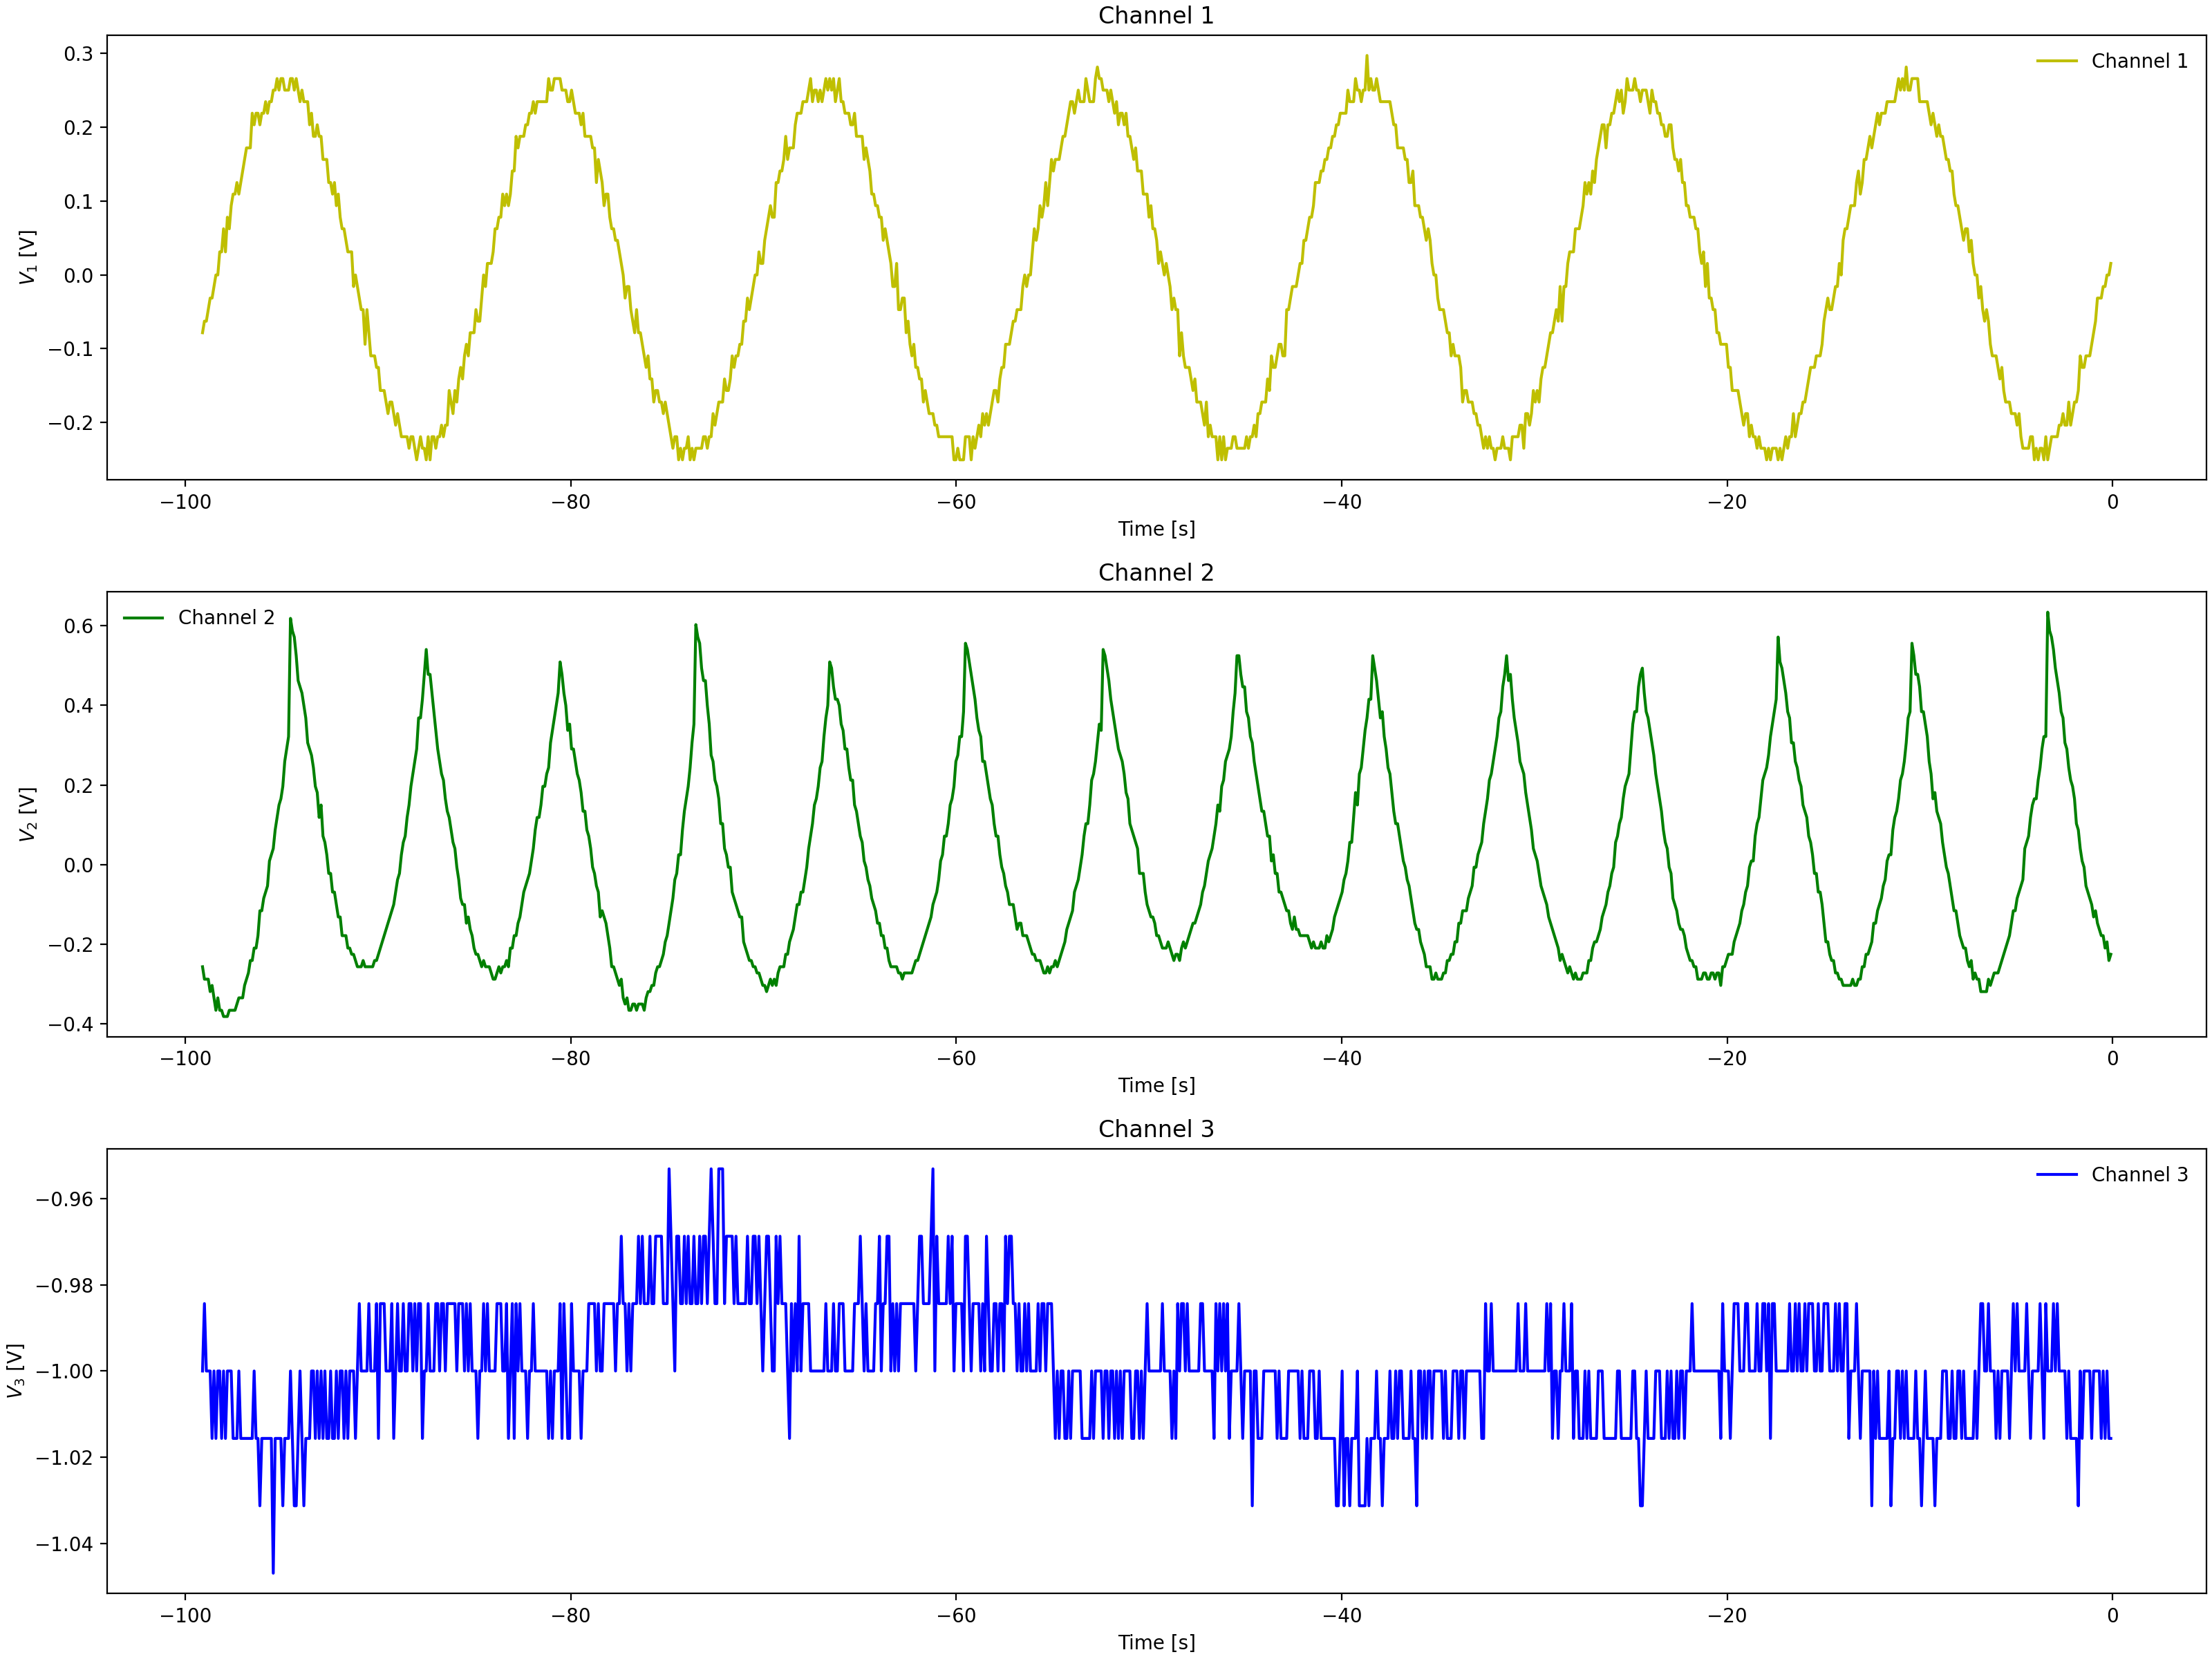 Channel 1
Channel 1
0.3
0.2
0.1
0.0
−0.1
−0.2
V1 [V]
−100 −80 −60 −40 −20 0
Time [s]
Channel 2
Channel 2
0.6
0.4
0.2
0.0
−0.2
−0.4
V2 [V]
−100 −80 −60 −40 −20 0
Time [s]
Channel 3
Channel 3
−0.96
−0.98
−1.00
−1.02
−1.04
V3 [V]
−100 −80 −60 −40 −20 0
Time [s]